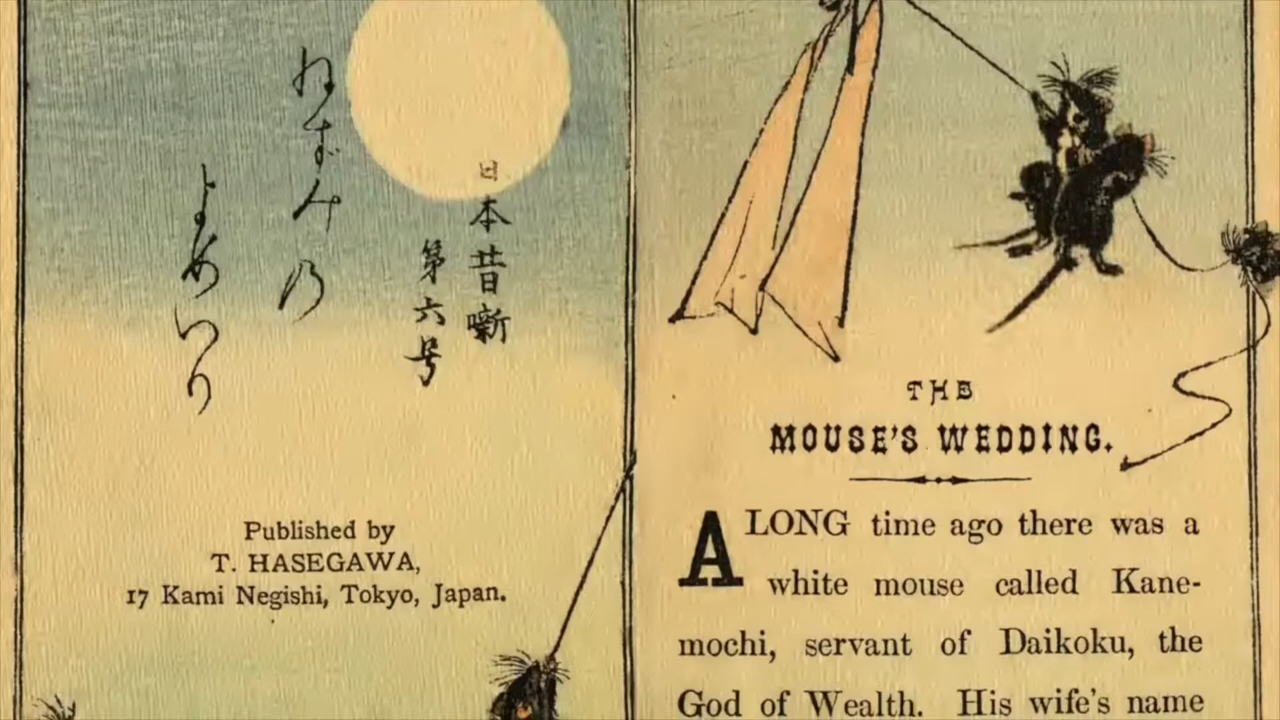 日本昔噺
第六号
ねずみ乃
よめいり
Published by
T. HASEGAWA,
17 Kami Negishi, Tokyo, Japan.
THE
MOUSE'S WEDDING.
A LONG time ago there was a
white mouse called Kane-
mochi, servant of Daikoku, the
God of Wealth. His wife's name